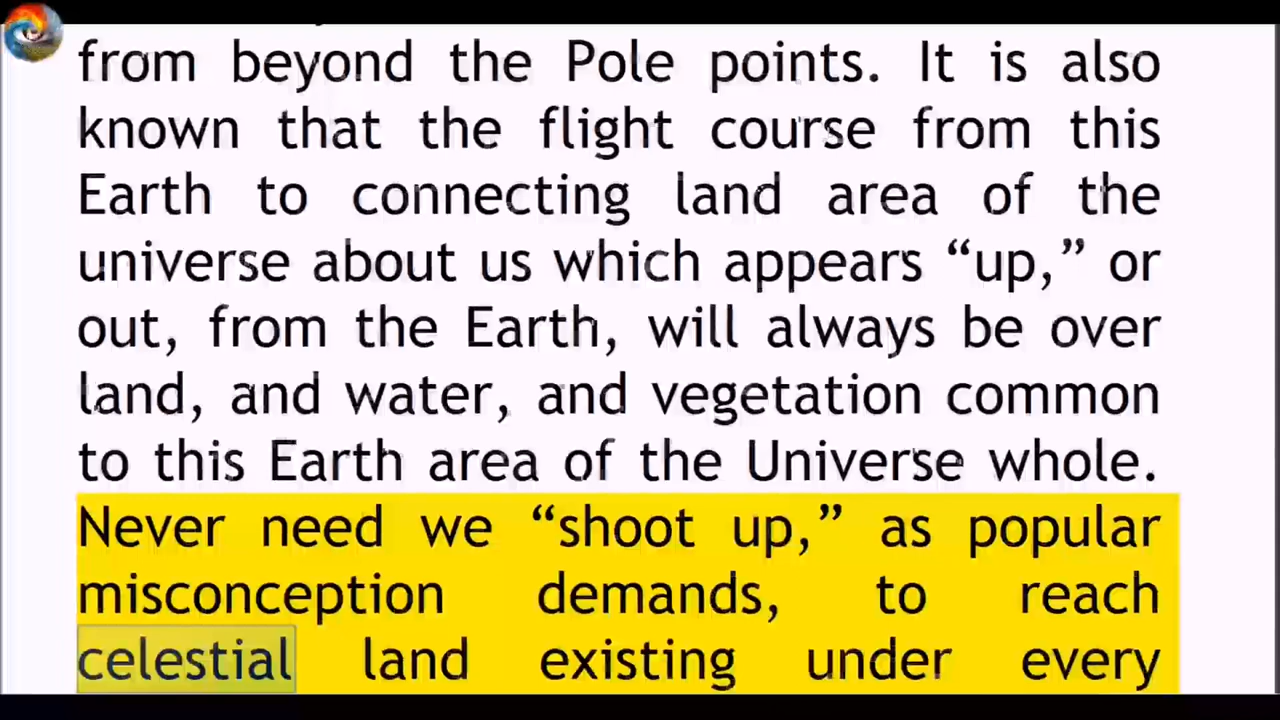 from beyond the Pole points. It is also
known that the flight course from this
Earth to connecting land area of the
universe about us which appears “up,” or
out, from the Earth, will always be over
land, and water, and vegetation common
to this Earth area of the Universe whole.
Never need we “shoot up,” as popular
misconception demands, to reach
celestial land existing under every